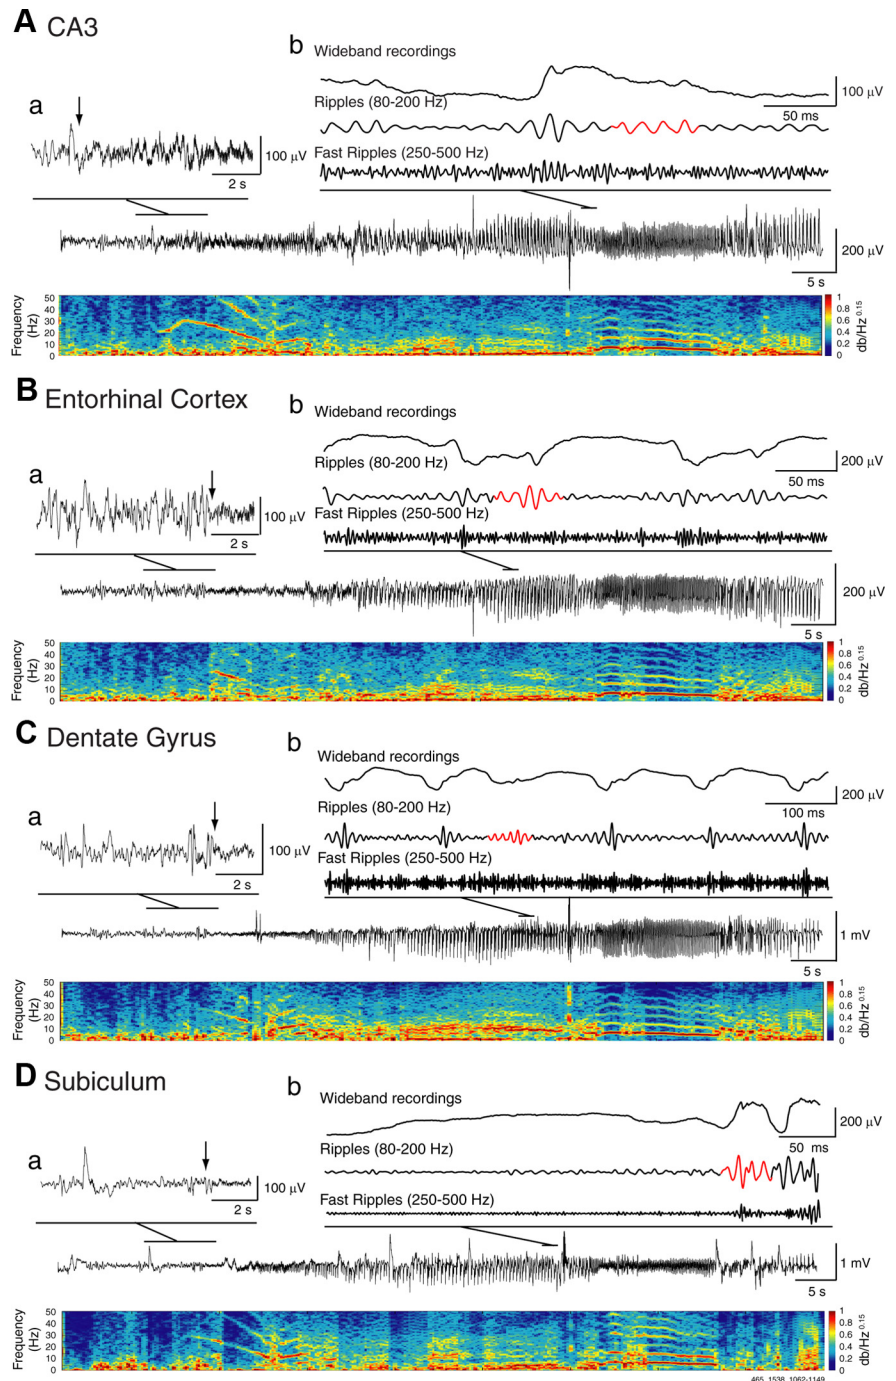 A CA3
b
Wideband recordings
100 µV
50 ms
a
Ripples (80-200 Hz)
100 µV
2 s
Fast Ripples (250-500 Hz)
200 µV
5 s
Frequency
(Hz)
50
40
30
20
10
0
1
0.8
0.6
0.4
0.2
0
db/Hz^0.15
B Entorhinal Cortex
b
Wideband recordings
200 µV
50 ms
a
Ripples (80-200 Hz)
100 µV
2 s
Fast Ripples (250-500 Hz)
200 µV
5 s
Frequency
(Hz)
50
40
30
20
10
0
1
0.8
0.6
0.4
0.2
0
db/Hz^0.15
C Dentate Gyrus
b
Wideband recordings
200 µV
100 ms
a
Ripples (80-200 Hz)
100 µV
2 s
Fast Ripples (250-500 Hz)
1 mV
5 s
Frequency
(Hz)
50
40
30
20
10
0
1
0.8
0.6
0.4
0.2
0
db/Hz^0.15
D Subiculum
b
Wideband recordings
200 µV
50 ms
a
Ripples (80-200 Hz)
100 µV
2 s
Fast Ripples (250-500 Hz)
1 mV
5 s
Frequency
(Hz)
50
40
30
20
10
0
1
0.8
0.6
0.4
0.2
0
db/Hz^0.15
465_1538_1062-1149